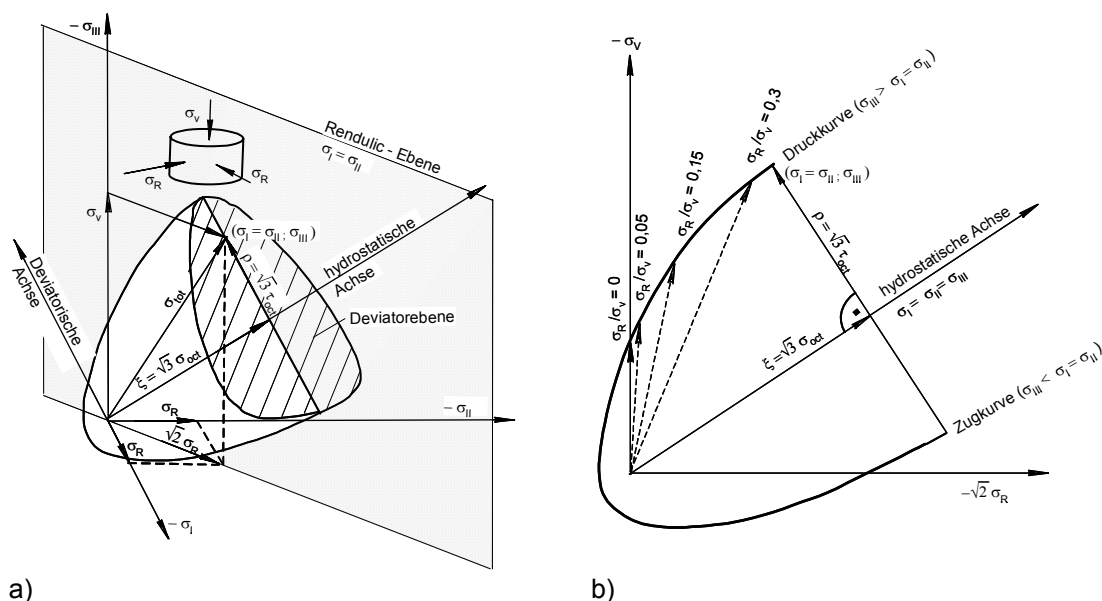 − σIII
σv
σR
σR
Rendulic - Ebene
σI = σII
σv
(σI = σII ; σIII)
Deviatorische
Achse
σtot
ρ = √3 τoct
hydrostatische
Achse
Deviatorebene
ξ = √3 σoct
σR
− σII
σR
√2 σR
− σI
a)
− σV
σR/σv = 0
σR/σv = 0,05
σR/σv = 0,15
σR/σv = 0,3
Druckkurve (σIII > σI = σII)
(σI = σII ; σIII)
ρ = √3 τoct
hydrostatische Achse
σI = σII = σIII
ξ = √3 σoct
Zugkurve (σIII < σI = σII)
−√2 σR
b)